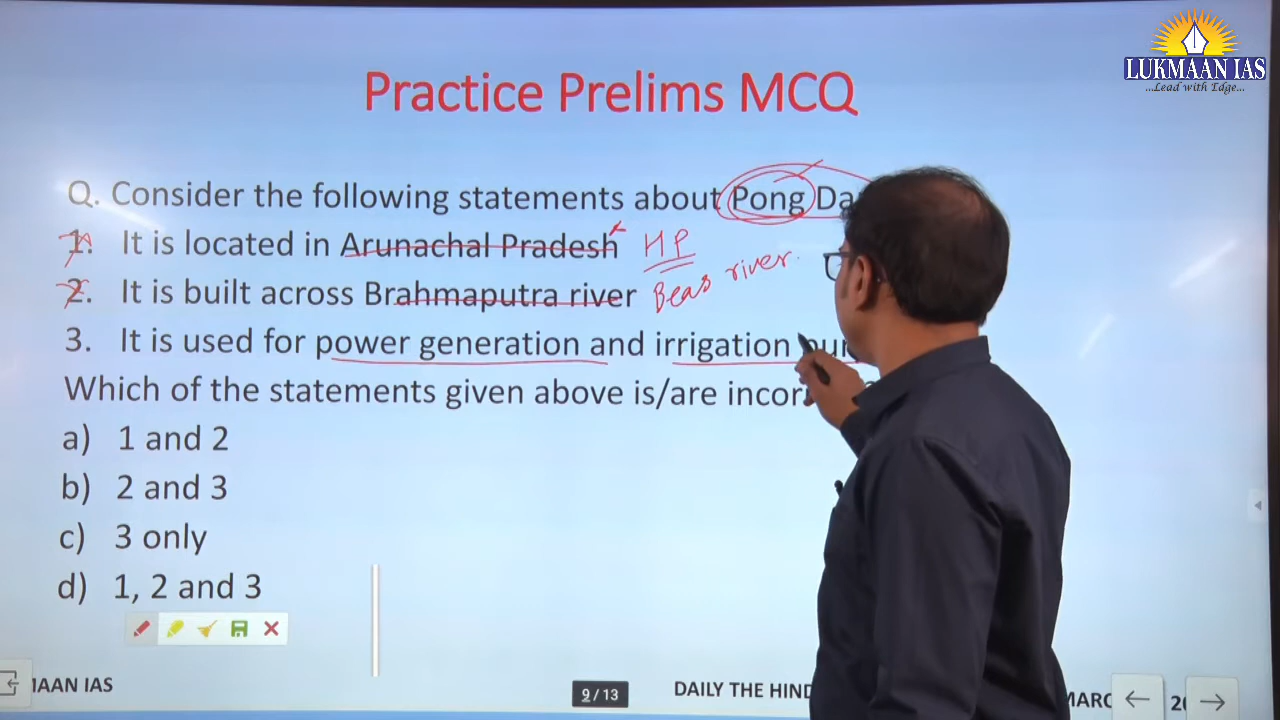 LUKMAAN IAS
...Lead with Edge...
Practice Prelims MCQ
Q. Consider the following statements about Pong Da
1. It is located in Arunachal Pradesh HP
2. It is built across Brahmaputra river Beas river.
3. It is used for power generation and irrigation
Which of the statements given above is/are incor
a) 1 and 2
b) 2 and 3
c) 3 only
d) 1, 2 and 3
MAAN IAS
9 / 13
DAILY THE HIND
MARC